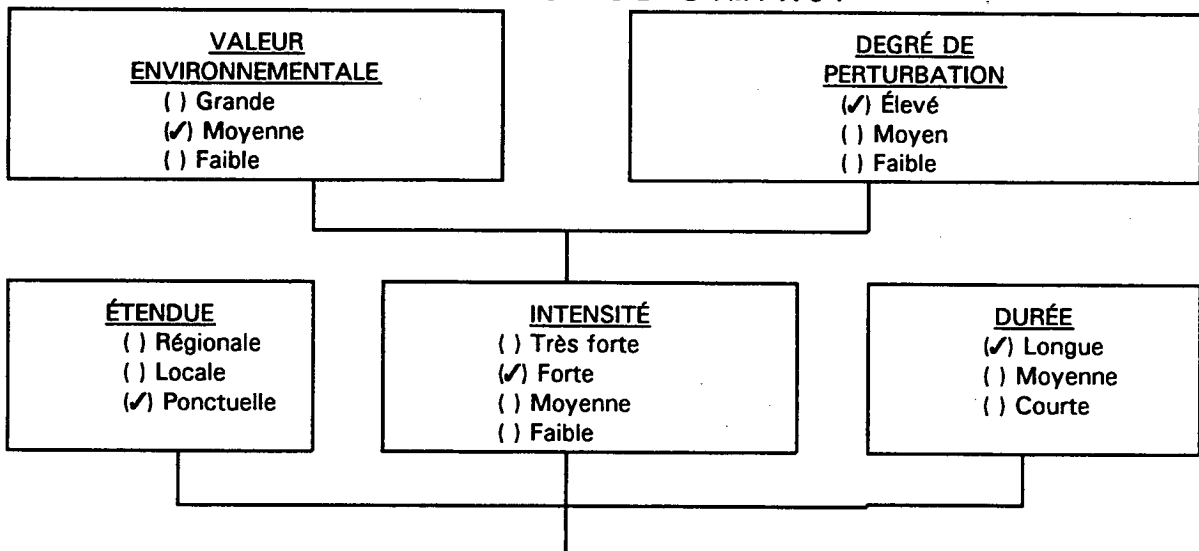 VALEUR
ENVIRONNEMENTALE
( ) Grande
(✓) Moyenne
( ) Faible
DEGRÉ DE
PERTURBATION
(✓) Élevé
( ) Moyen
( ) Faible
ÉTENDUE
( ) Régionale
( ) Locale
(✓) Ponctuelle
INTENSITÉ
( ) Très forte
(✓) Forte
( ) Moyenne
( ) Faible
DURÉE
(✓) Longue
( ) Moyenne
( ) Courte